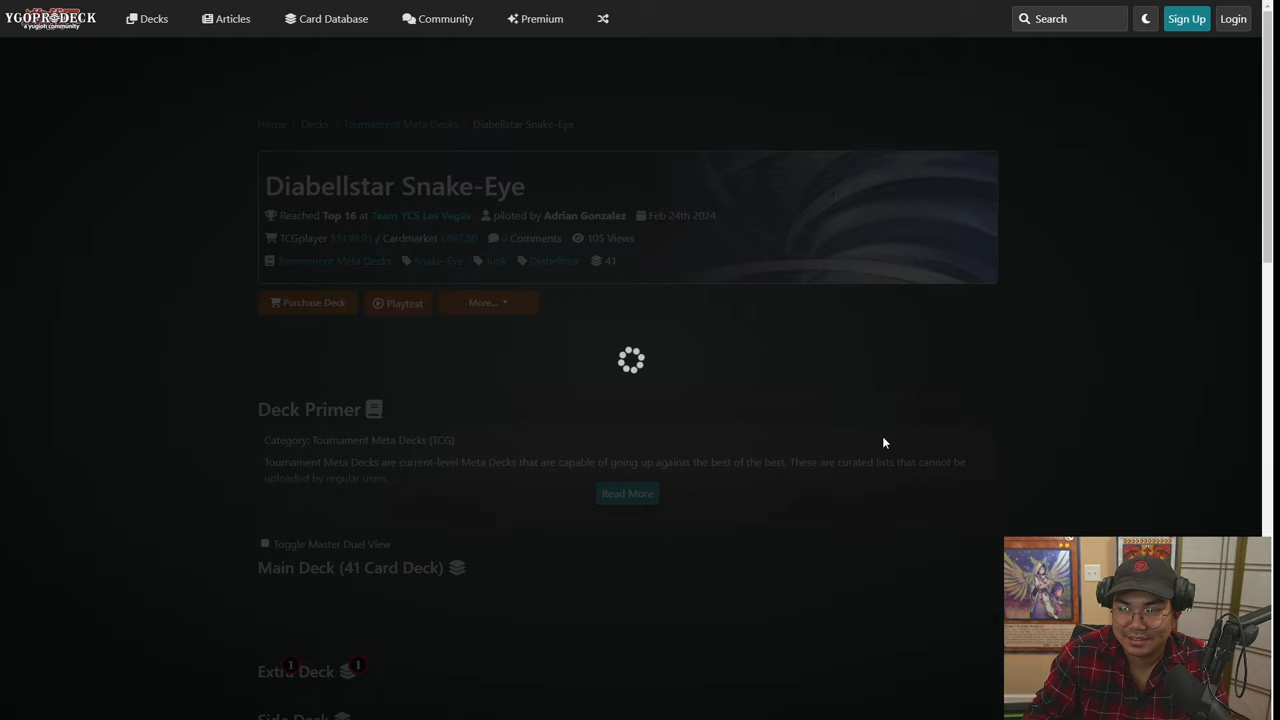 YGOPRODECK
a yugioh community
Decks
Articles
Card Database
Community
Premium
Search
Sign Up
Login
Home / Decks / Tournament Meta Decks / Diabellstar Snake-Eye
Diabellstar Snake-Eye
Reached Top 16 at Team YCS Las Vegas piloted by Adrian Gonzalez Feb 24th 2024
TCGplayer / Cardmarket Comments 105 Views
Tournament Meta Decks Snake-Eye Diabellstar 41
Purchase Deck
Playtest
More...
Deck Primer
Category: Tournament Meta Decks (TCG)
Tournament Meta Decks are current-level Meta Decks that are capable of going up against the best of the best. These are curated lists that cannot be
uploaded by regular users
Read More
Toggle Master Duel View
Main Deck (41 Card Deck)
Extra Deck
1
1
Side Deck